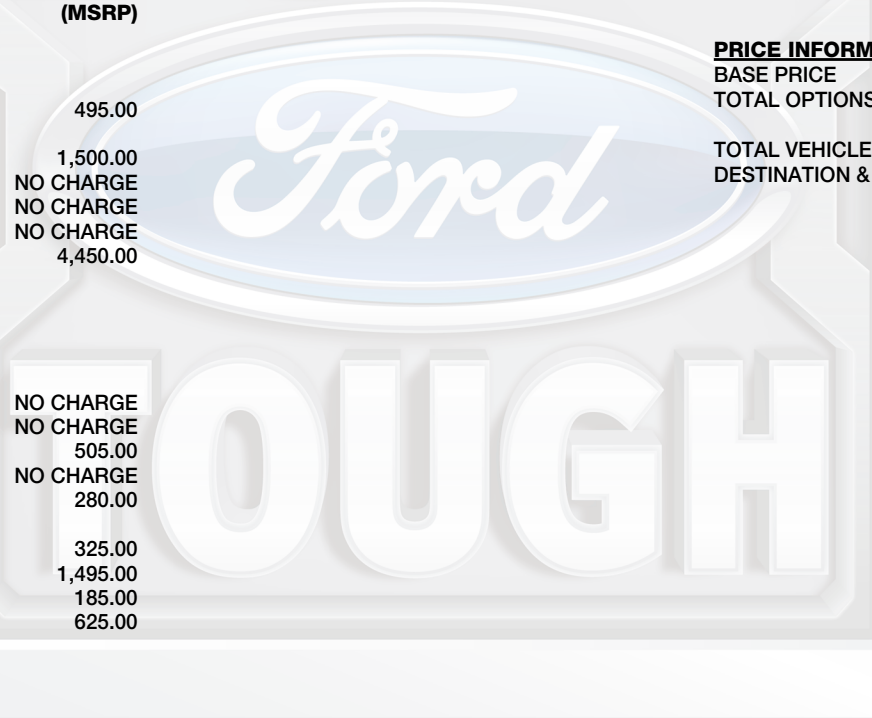 (MSRP)
495.00
1,500.00
NO CHARGE
NO CHARGE
NO CHARGE
4,450.00
NO CHARGE
NO CHARGE
505.00
NO CHARGE
280.00
325.00
1,495.00
185.00
625.00
PRICE INFORM
BASE PRICE
TOTAL OPTIONS
TOTAL VEHICLE
DESTINATION &
Ford
TOUGH